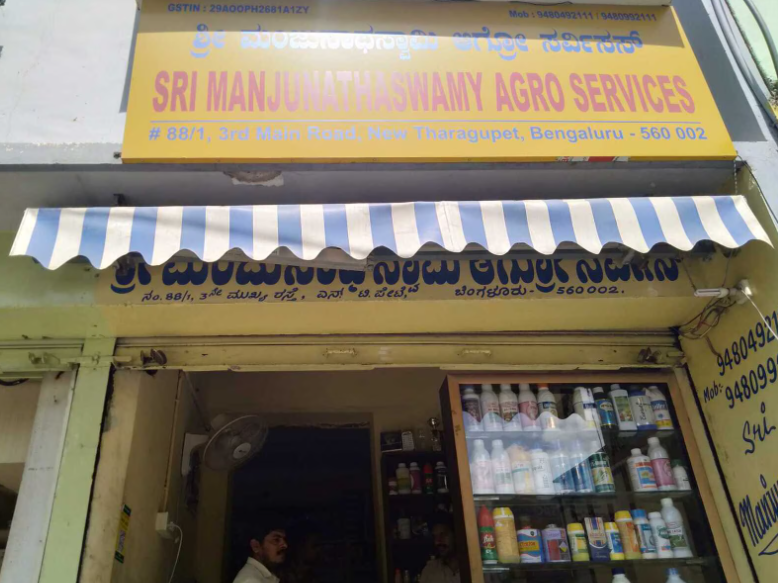 GSTIN : 29AOOPH2661A1ZY
Mob : 9480492111 / 9480992111
ಶ್ರೀ ಮಂಜುನಾಥಸ್ವಾಮಿ ಆಗ್ರೋ ಸರ್ವಿಸಸ್
SRI MANJUNATHASWAMY AGRO SERVICES
# 88/1, 3rd Main Road, New Tharagupet, Bengaluru - 560 002
ಶ್ರೀ ಮಂಜುನಾಥ ಸ್ವಾಮಿ
ನಂ. 88/1, 3ನೇ ಮುಖ್ಯ ರಸ್ತೆ, ಎನ್. ಟಿ. ಪೇಟೆ, ಬೆಂಗಳೂರು - 560002.
Mob:
Sri